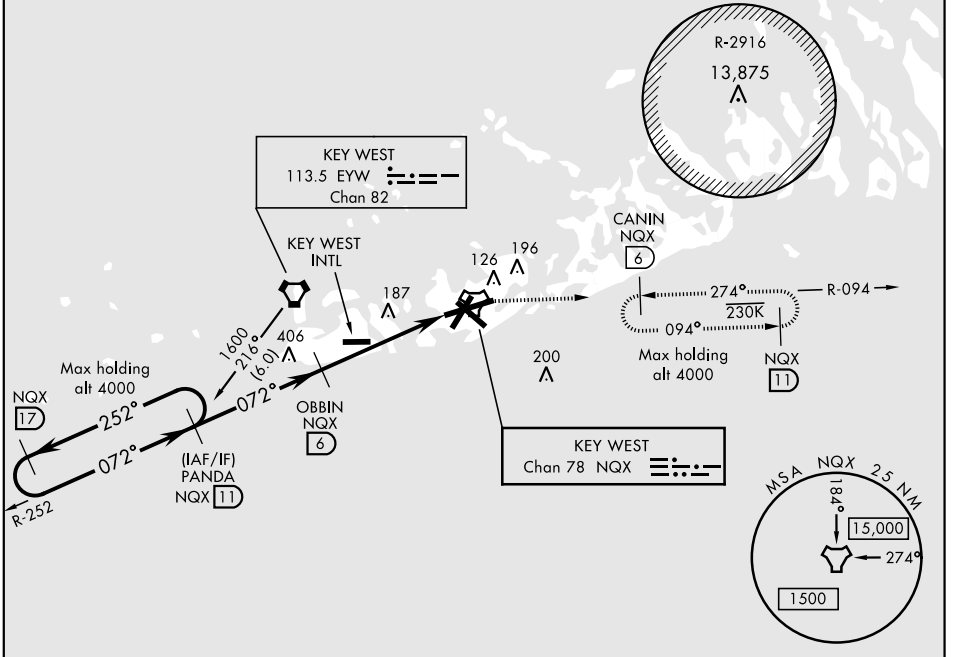 R-2916
13,875
KEY WEST
113.5 EYW
Chan 82
KEY WEST
INTL
CANIN
NQX
6
126
196
187
274°
R-094
230K
094°
1600
216°
(6.0)
406
Max holding
alt 4000
Max holding
alt 4000
200
NQX
11
NQX
17
252°
072°
072°
OBBIN
NQX
6
(IAF/IF)
PANDA
NQX 11
R-252
KEY WEST
Chan 78 NQX
MSA NQX 25 NM
184°
15,000
274°
1500